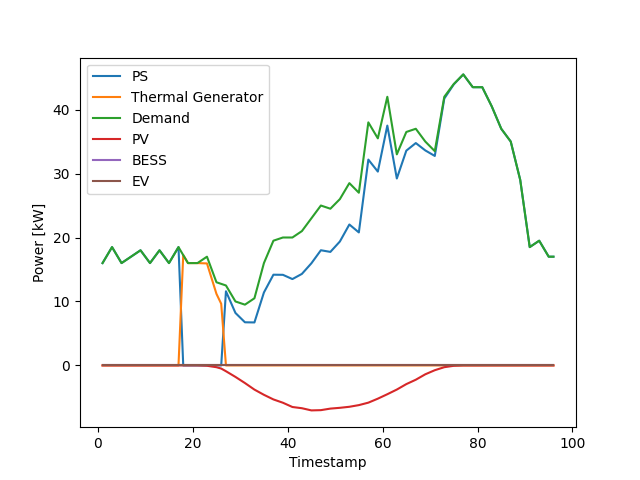 PS
Thermal Generator
Demand
PV
BESS
EV
Power [kW]
40
30
20
10
0
0 20 40 60 80 100
Timestamp